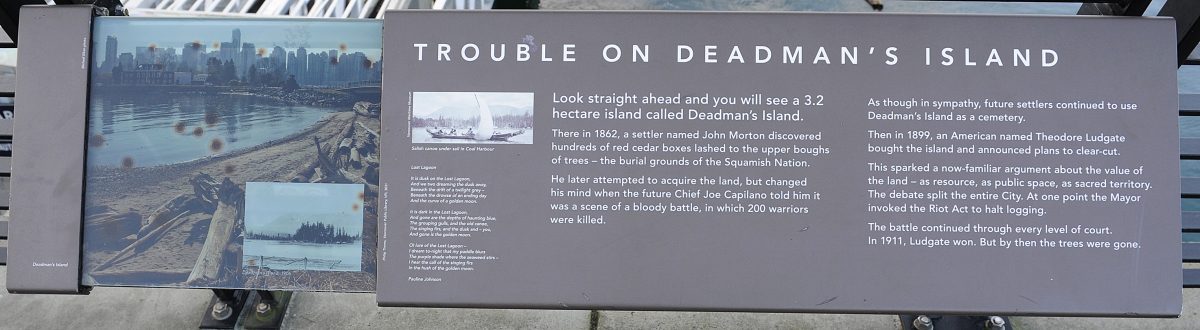 TROUBLE ON DEADMAN'S ISLAND
Deadman's Island
Salish canoe under sail in Coal Harbour
Lost Lagoon
It is dusk on the Lost Lagoon,
And we two dreaming the dusk away,
Beneath the drift of a twilight grey –
Beneath the drowse of an ending day
And the curve of a golden moon.
It is dark in the Lost Lagoon,
And gone are the depths of haunting blue,
The grouping gulls, and the old canoe,
The singing firs, and the dusk and – you,
And gone is the golden moon.
Oh! lure of the Lost Lagoon –
I dream to-night that my paddle blurs
The purple shade where the seaweed stirs –
I hear the call of the singing firs
In the hush of the golden moon.
Pauline Johnson
Look straight ahead and you will see a 3.2
hectare island called Deadman's Island.
There in 1862, a settler named John Morton discovered
hundreds of red cedar boxes lashed to the upper boughs
of trees – the burial grounds of the Squamish Nation.
He later attempted to acquire the land, but changed
his mind when the future Chief Joe Capilano told him it
was a scene of a bloody battle, in which 200 warriors
were killed.
As though in sympathy, future settlers continued to use
Deadman's Island as a cemetery.
Then in 1899, an American named Theodore Ludgate
bought the island and announced plans to clear-cut.
This sparked a now-familiar argument about the value of
the land – as resource, as public space, as sacred territory.
The debate split the entire City. At one point the Mayor
invoked the Riot Act to halt logging.
The battle continued through every level of court.
In 1911, Ludgate won. But by then the trees were gone.